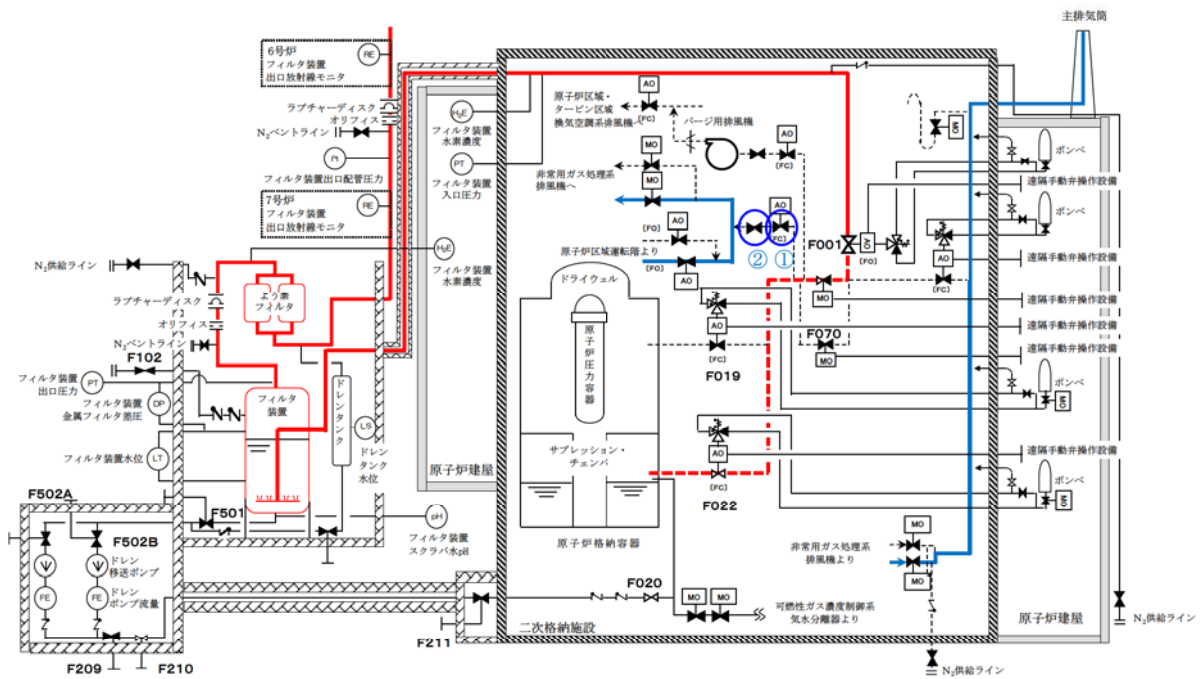 主排気筒
6号炉
フィルタ装置
出口放射線モニタ
RE
ラプチャーディスク
オリフィス
N₂ベントライン
PI
フィルタ装置出口配管圧力
7号炉
フィルタ装置
出口放射線モニタ
RE
H₂E
フィルタ装置
水素濃度
PT
フィルタ装置
入口圧力
H₂E
フィルタ装置
水素濃度
AO
原子炉区域・
タービン区域
換気空調系排風機へ
(FC)
パージ用排風機
AO
(FC)
MO
非常用ガス処理系
排風機へ
MO
AO
(FC)
② ①
AO
(FO)
原子炉区域運転階より
(FO)
AO
F001
AO
(FO)
MO
ボンベ
遠隔手動弁操作設備
ボンベ
AO
(FC)
遠隔手動弁操作設備
MO
遠隔手動弁操作設備
F070
MO
遠隔手動弁操作設備
AO
(FC)
F019
遠隔手動弁操作設備
ボンベ
MO
AO
(FC)
F022
遠隔手動弁操作設備
ボンベ
MO
ドライウェル
原子炉圧力容器
サプレッション・
チェンバ
原子炉格納容器
N₂供給ライン
ラプチャーディスク
オリフィス
よう素
フィルタ
N₂ベントライン
F102
PT
フィルタ装置
出口圧力
DP
フィルタ装置
金属フィルタ差圧
フィルタ
装置
ドレンタンク
LS
ドレン
タンク
水位
LT
フィルタ装置水位
原子炉建屋
F502A
F501
F502B
pH
フィルタ装置
スクラバ水pH
ドレン
移送ポンプ
FE
FE
ドレン
ポンプ流量
F209
F210
F211
F020
MO
MO
可燃性ガス濃度制御系
気水分離器より
二次格納施設
MO
非常用ガス処理系
排風機より
MO
原子炉建屋
N₂供給ライン
N₂供給ライン